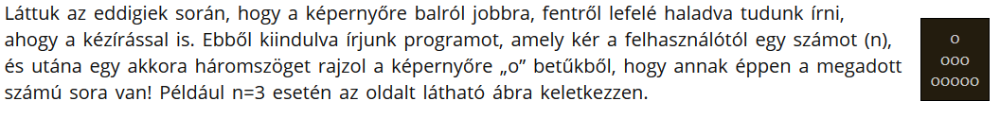 Láttuk az eddigiek során, hogy a képernyőre balról jobbra, fentről lefelé haladva tudunk írni,
ahogy a kézírással is. Ebből kiindulva írjunk programot, amely kér a felhasználótól egy számot (n),
és utána egy akkora háromszöget rajzol a képernyőre „o” betűkből, hogy annak éppen a megadott
számú sora van! Például n=3 esetén az oldalt látható ábra keletkezzen.
o
ooo
ooooo